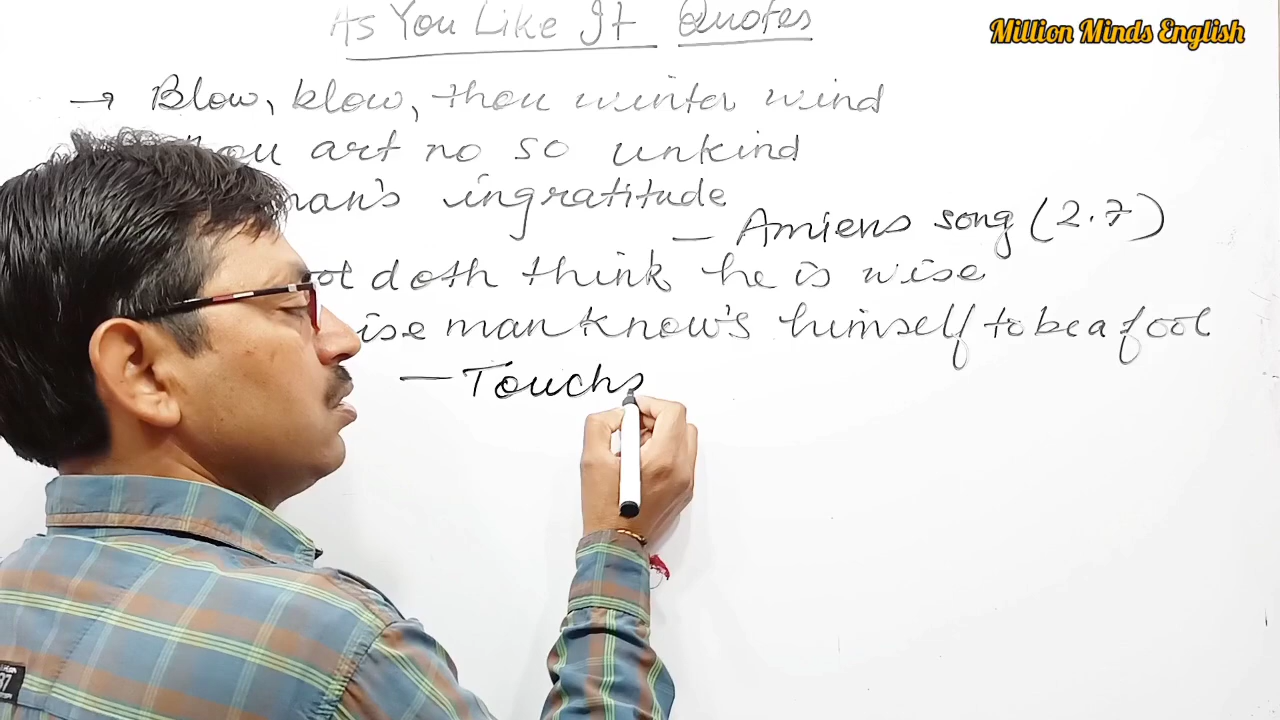 As You Like It Quotes
Million Minds English
→ Blow, blow, thou winter wind
art no so unkind
man's ingratitude
— Amiens song (2.7)
doth think he is wise
man know's himself to be a fool
— Touchs